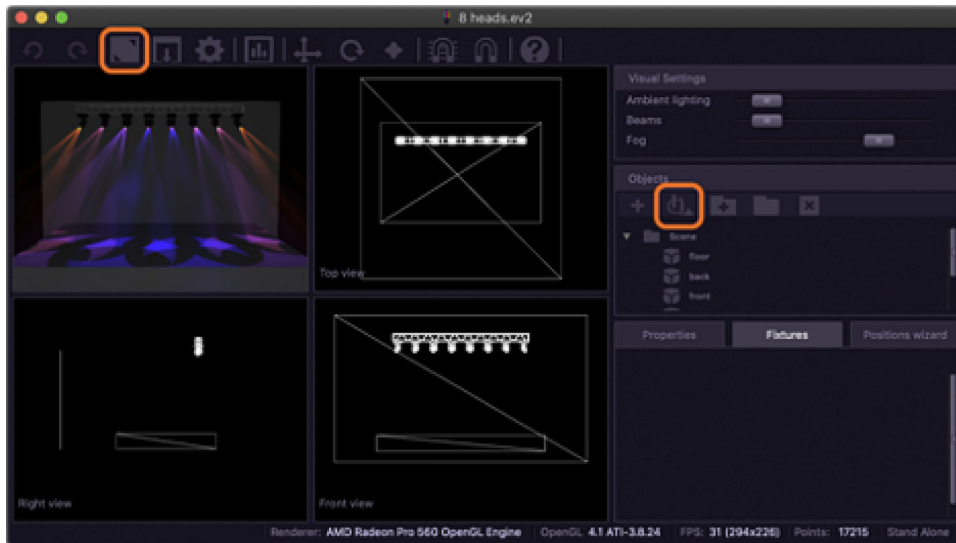 8 heads.ev2
Visual Settings
Ambient lighting
Beams
Fog
Objects
Scene
floor
back
front
Top view
Properties
Fixtures
Positions wizard
Right view
Front view
Renderer: AMD Radeon Pro 560 OpenGL Engine
OpenGL 4.1 ATI-3.8.24
FPS: 31 (294x226)
Points: 17215
Stand Alone